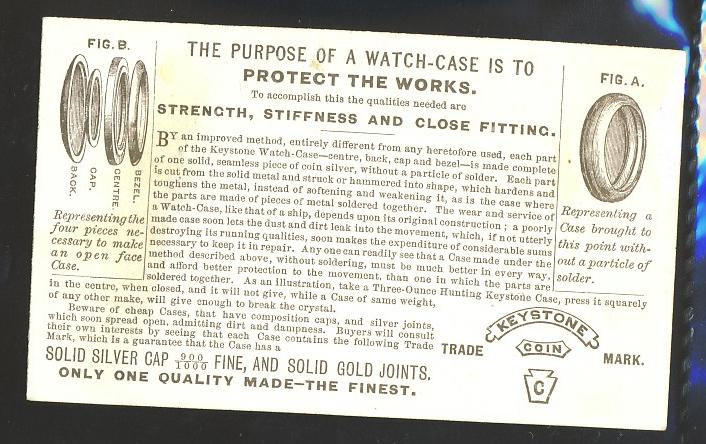 THE PURPOSE OF A WATCH-CASE IS TO
PROTECT THE WORKS.
To accomplish this the qualities needed are
STRENGTH, STIFFNESS AND CLOSE FITTING.
FIG. B.
BACK.
CAP.
CENTRE.
BEZEL.
Representing the
four pieces ne-
cessary to make
an open face
Case.
FIG. A.
Representing a
Case brought to
this point with-
out a particle of
solder.
BY an improved method, entirely different from any heretofore used, each part
of the Keystone Watch-Case—centre, back, cap and bezel—is made complete
of one solid, seamless piece of coin silver, without a particle of solder. Each part
is cut from the solid metal and struck or hammered into shape, which hardens and
toughens the metal, instead of softening and weakening it, as is the case where
the parts are made of pieces of metal soldered together. The wear and service of
a Watch-Case, like that of a ship, depends upon its original construction; a poorly
made case soon lets the dust and dirt leak into the movement, which, if not utterly
destroying its running qualities, soon makes the expenditure of considerable sums
necessary to keep it in repair. Any one can readily see that a Case made under the
method described above, without soldering, must be much better in every way,
and afford better protection to the movement, than one in which the parts are
soldered together. As an illustration, take a Three-Ounce Hunting Keystone Case, press it squarely
in the centre, when closed, and it will not give, while a Case of same weight,
of any other make, will give enough to break the crystal.
Beware of cheap Cases, that have composition caps, and silver joints,
which soon spread open, admitting dirt and dampness. Buyers will consult
their own interests by seeing that each Case contains the following Trade
Mark, which is a guarantee that the Case has a
SOLID SILVER CAP 900/1000 FINE, AND SOLID GOLD JOINTS.
ONLY ONE QUALITY MADE—THE FINEST.
TRADE
KEYSTONE
COIN
C
MARK.